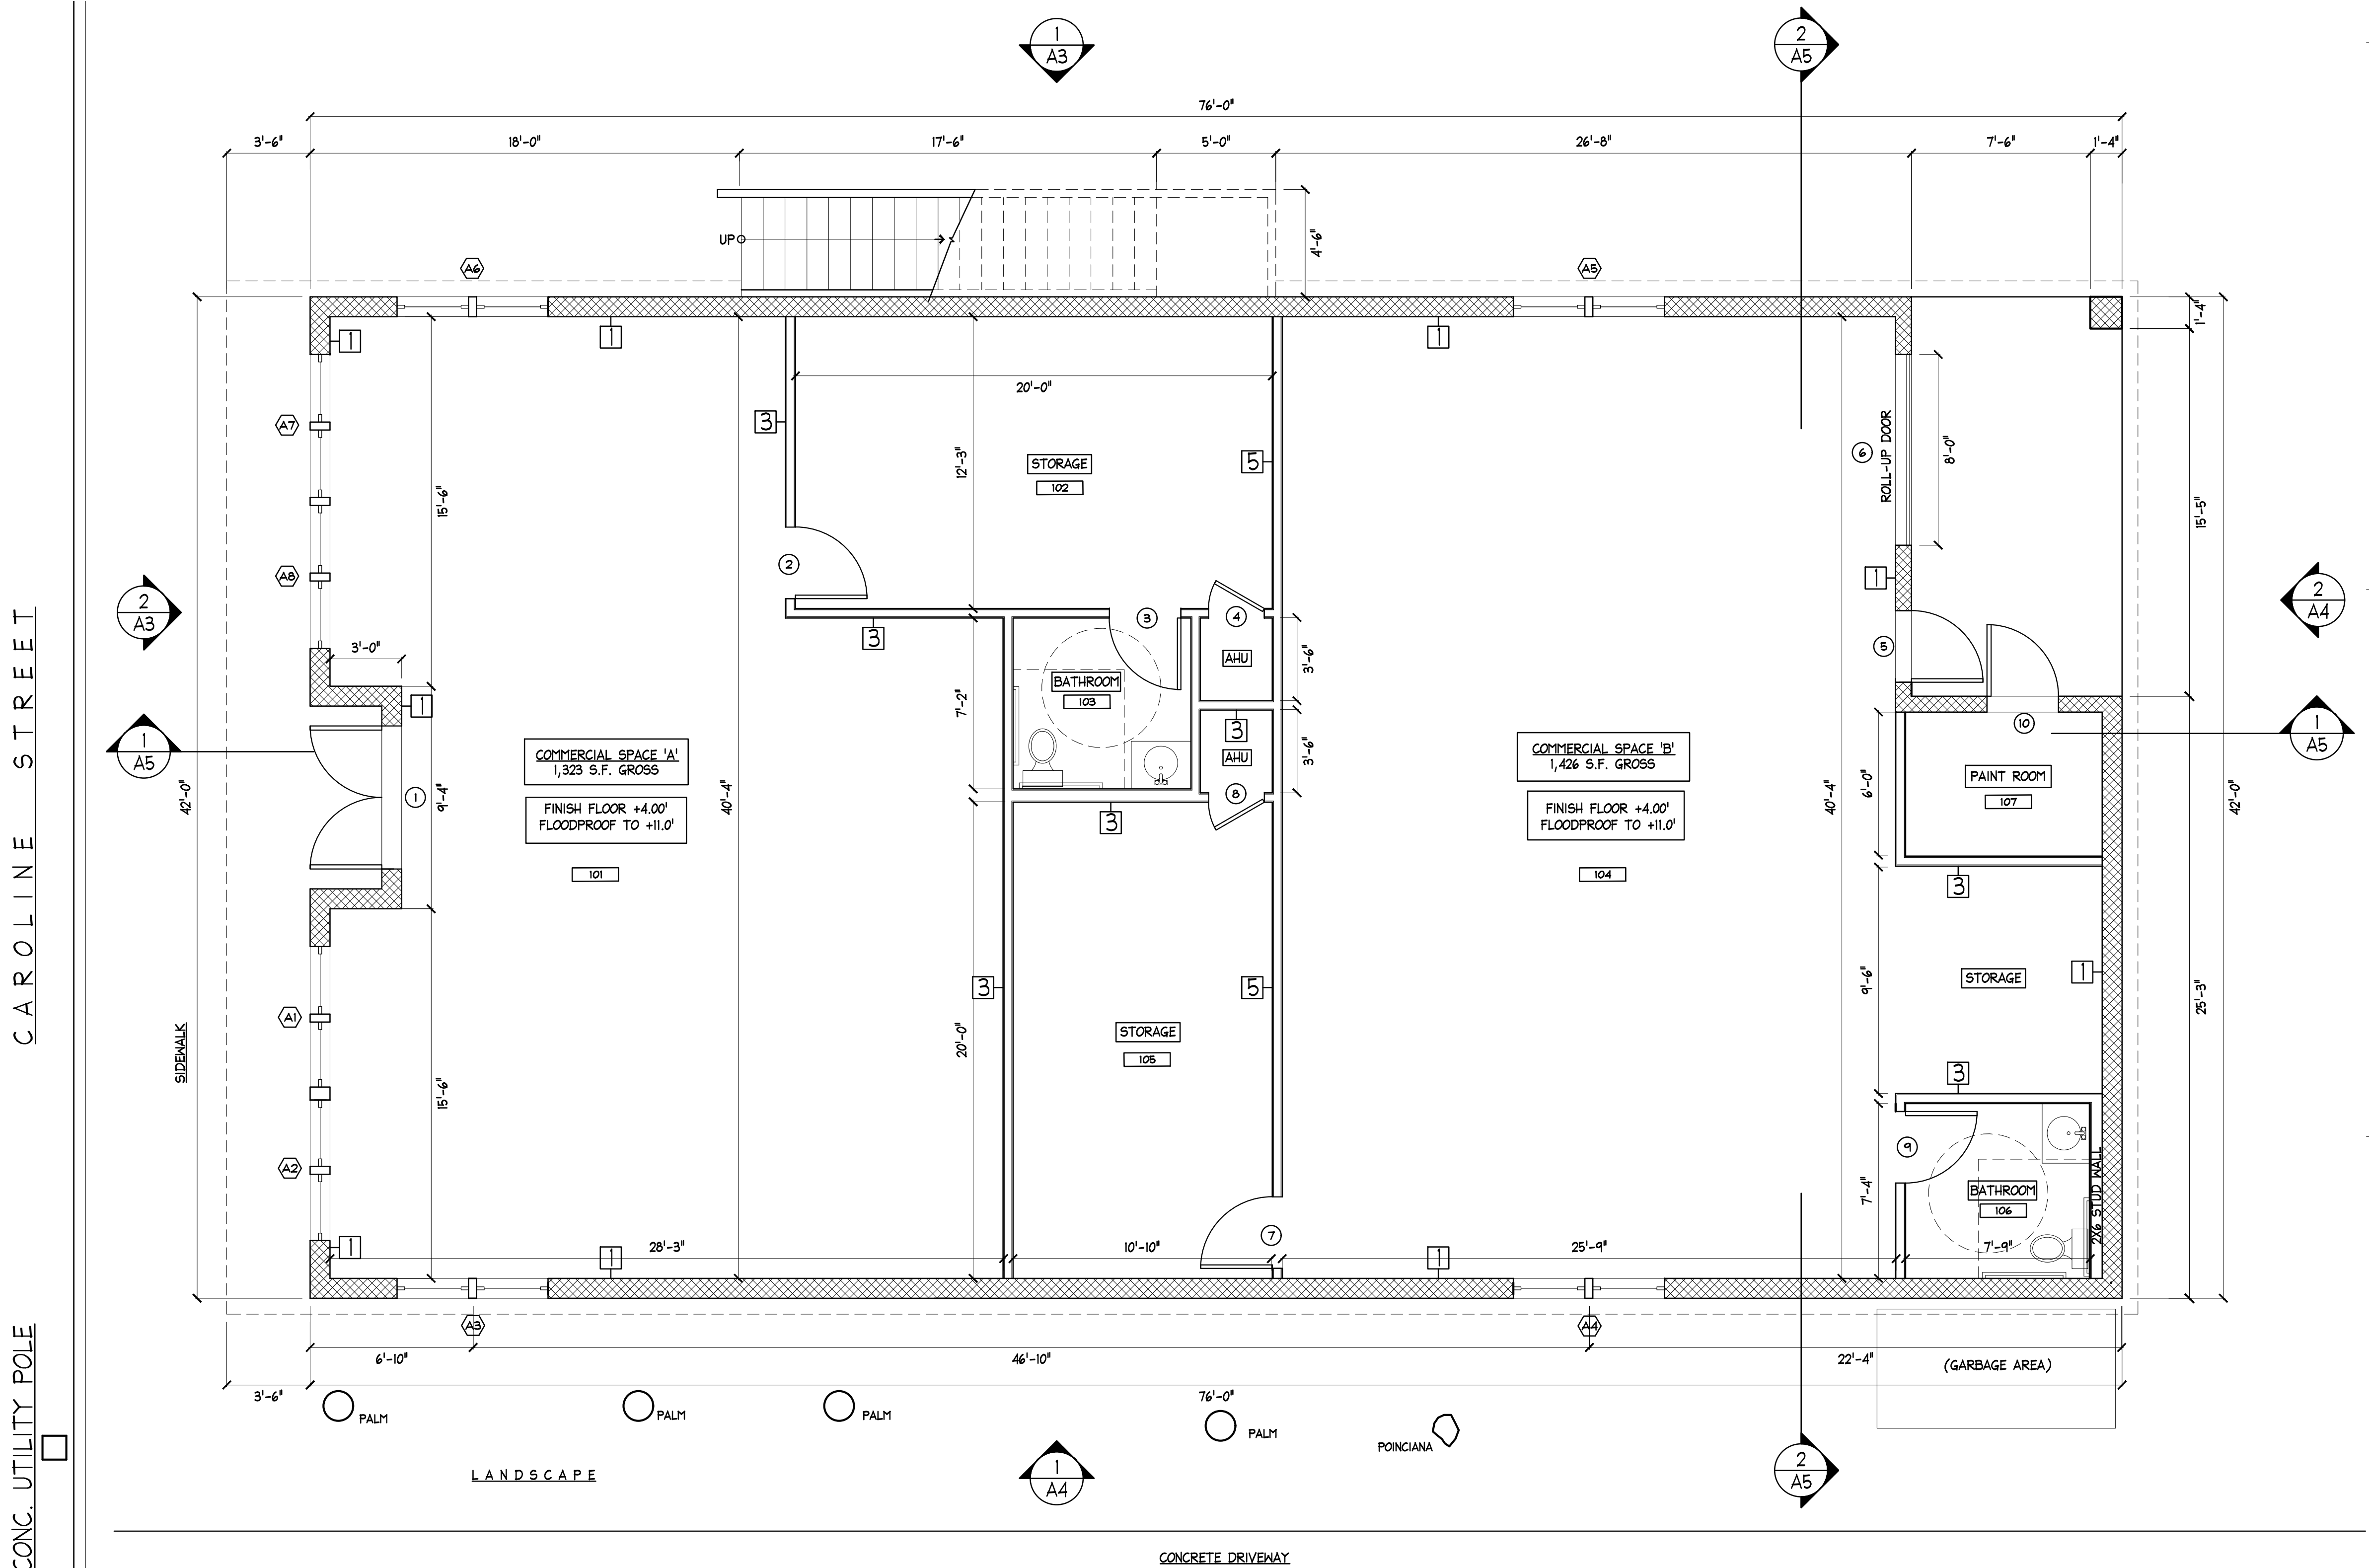 1
A3
2
A5
76'-0"
3'-6"
18'-0"
17'-6"
5'-0"
26'-8"
7'-6"
1'-4"
UP
4'-6"
A6
A5
1
1
1
1'-4"
20'-0"
3
STORAGE
102
5
12'-3"
A7
15'-6"
6
ROLL-UP DOOR
8'-0"
15'-5"
A8
2
1
2
A3
2
A4
3
4
3
5
3'-0"
AHU
3'-6"
BATHROOM
103
7'-2"
1
3
10
1
A5
1
A5
COMMERCIAL SPACE 'A'
1,323 S.F. GROSS
AHU
3'-6"
COMMERCIAL SPACE 'B'
1,426 S.F. GROSS
PAINT ROOM
107
6'-0"
42'-0"
1
9'-4"
FINISH FLOOR +4.00'
FLOODPROOF TO +11.0'
40'-4"
8
3
FINISH FLOOR +4.00'
FLOODPROOF TO +11.0'
40'-4"
42'-0"
101
104
3
CAROLINE STREET
A1
3
5
STORAGE
9'-6"
1
25'-3"
SIDEWALK
STORAGE
105
20'-0"
15'-6"
3
A2
9
7'-4"
BATHROOM
106
2X6 STUD WALL
1
1
28'-3"
10'-10"
7
1
25'-9"
7'-9"
A3
A4
6'-10"
46'-10"
22'-4"
(GARBAGE AREA)
3'-6"
76'-0"
PALM
PALM
PALM
PALM
POINCIANA
CONC. UTILITY POLE
LANDSCAPE
1
A4
2
A5
CONCRETE DRIVEWAY